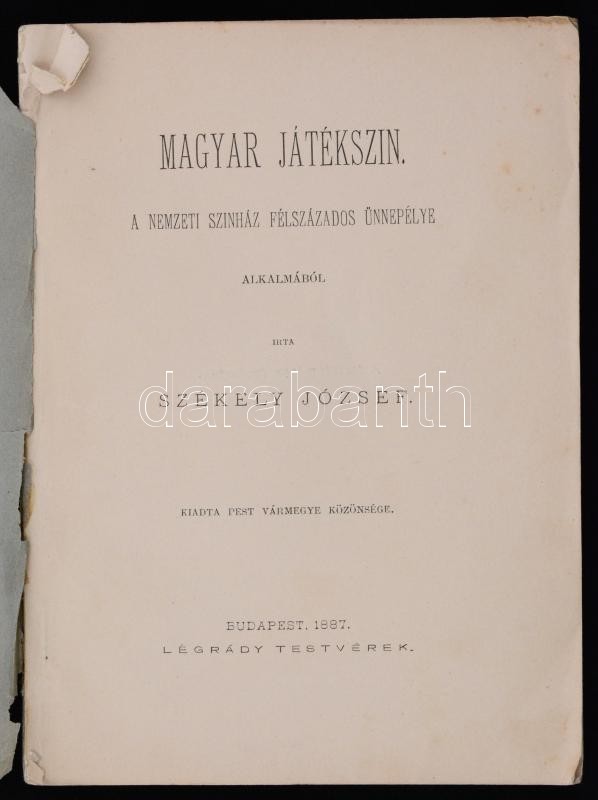 MAGYAR JÁTÉKSZIN.
A NEMZETI SZINHÁZ FÉLSZÁZADOS ÜNNEPÉLYE
ALKALMÁBÓL
IRTA
SZÉKELY JÓZSEF.
darabanth
KIADTA PEST VÁRMEGYE KÖZÖNSÉGE.
BUDAPEST, 1887.
LÉGRÁDY TESTVÉREK.